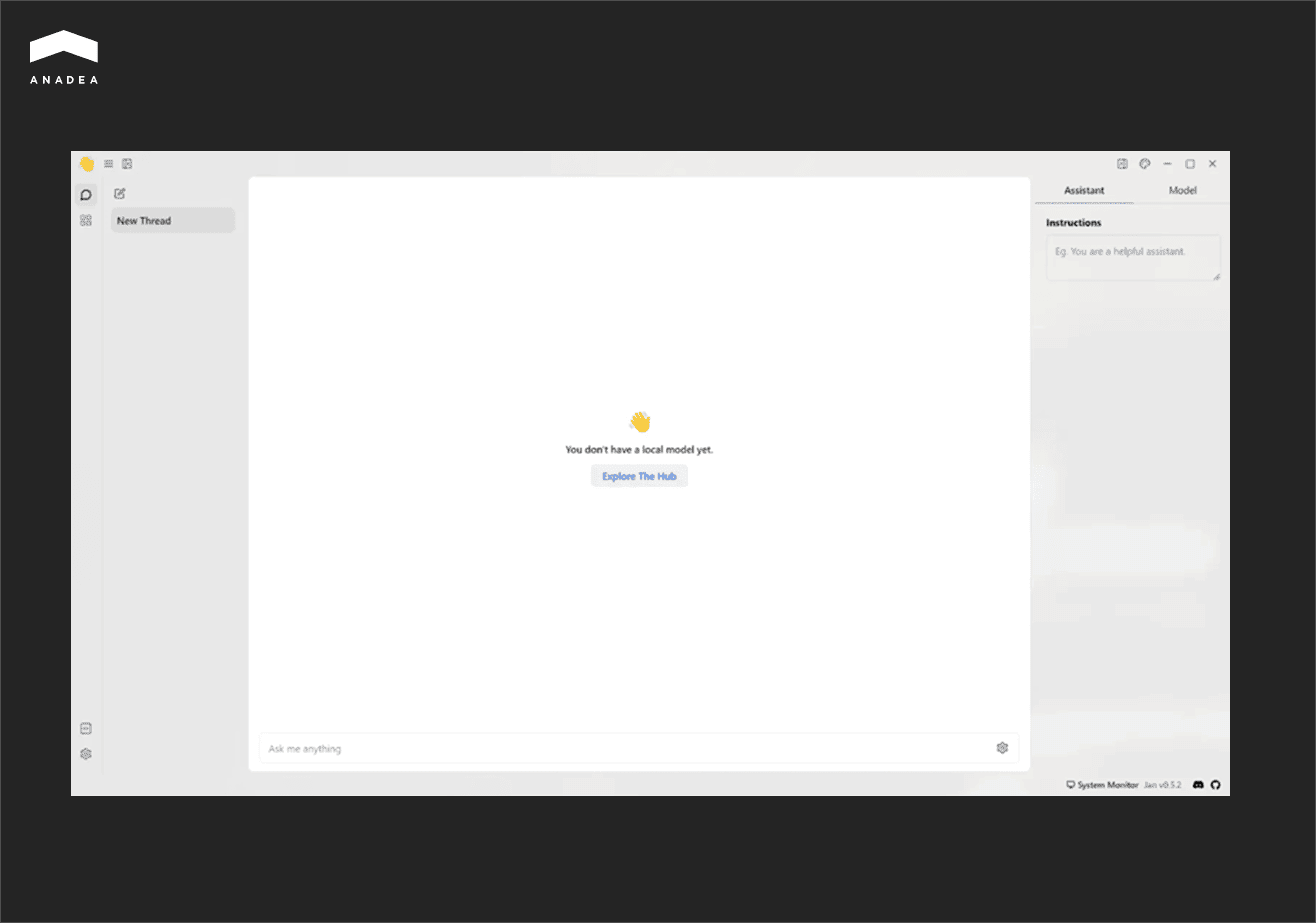 ANADEA
New Thread
Assistant
Model
Instructions
Eg. You are a helpful assistant.
You don't have a local model yet.
Explore The Hub
Ask me anything
System Monitor
Jan v0.5.2